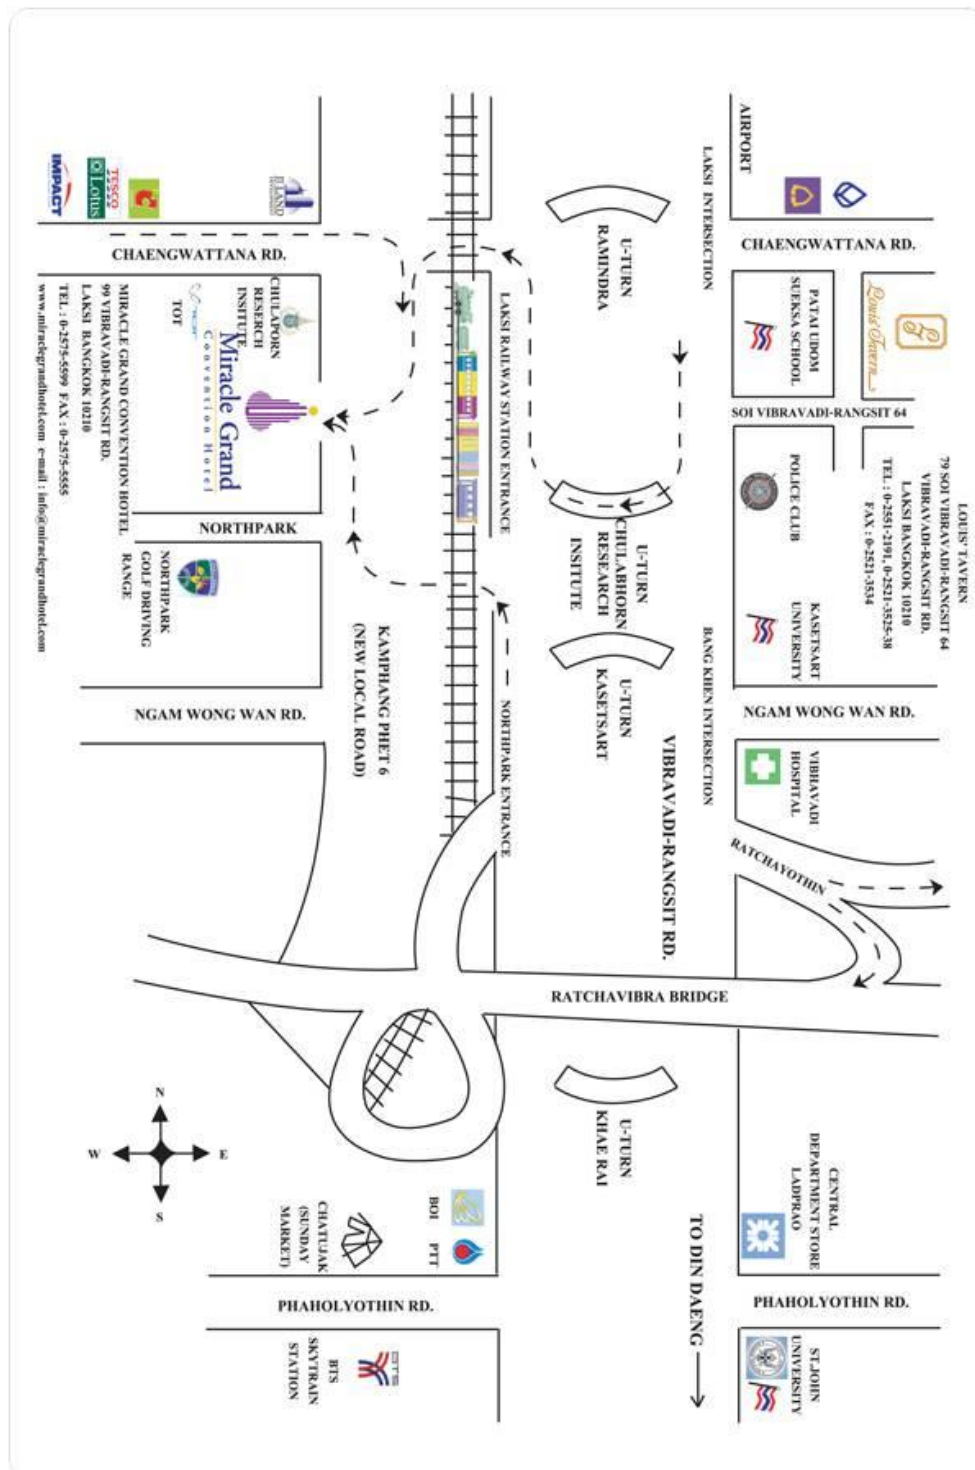 AIRPORT
LAKSI INTERSECTION
CHAENGWATTANA RD.
U-TURN
RAMINDRA
B.LAND
TESCO
Lotus
IMPACT
CHAENGWATTANA RD.
PATAI UDOM
SUEKSA SCHOOL
Louis' Tavern
SOI VIBRAVADI-RANGSIT 64
LOUIS' TAVERN
79 SOI VIBRAVADI-RANGSIT 64
VIBRAVADI-RANGSIT RD.
LAKSI BANGKOK 10210
TEL : 0-2551-2191, 0-2521-3525-38
FAX : 0-2521-3534
LAKSI RAILWAY STATION ENTRANCE
CHULAPORN
RESERCH
INSITUTE
TOT
Miracle Grand
Convention Hotel
MIRACLE GRAND CONVENTION HOTEL
99 VIBRAVADI-RANGSIT RD.
LAKSI BANGKOK 10210
TEL : 0-2575-5599 FAX : 0-2575-5555
www.miraclegrandhotel.com e-mail : info@miraclegrandhotel.com
POLICE CLUB
KASETSART
UNIVERSITY
U-TURN
CHULABHORN
RESEARCH
INSITUTE
NORTHPARK
NORTHPARK
GOLF DRIVING
RANGE
U-TURN
KASETSART
BANG KHEN INTERSECTION
NGAM WONG WAN RD.
NGAM WONG WAN RD.
KAMPHANG PHET 6
(NEW LOCAL ROAD)
NORTHPARK ENTRANCE
VIBRAVADI-RANGSIT RD.
VIBHAVADI
HOSPITAL
RATCHAYOTHIN
RATCHAVIBRA BRIDGE
U-TURN
KHAE RAI
N
W
E
S
CENTRAL
DEPARTMENT STORE
LADPRAO
BOI
PTT
CHATUJAK
(SUNDAY
MARKET)
TO DIN DAENG
PHAHOLYOTHIN RD.
PHAHOLYOTHIN RD.
ST.JOHN
UNIVERSITY
BTS
BTS
SKYTRAIN
STATION